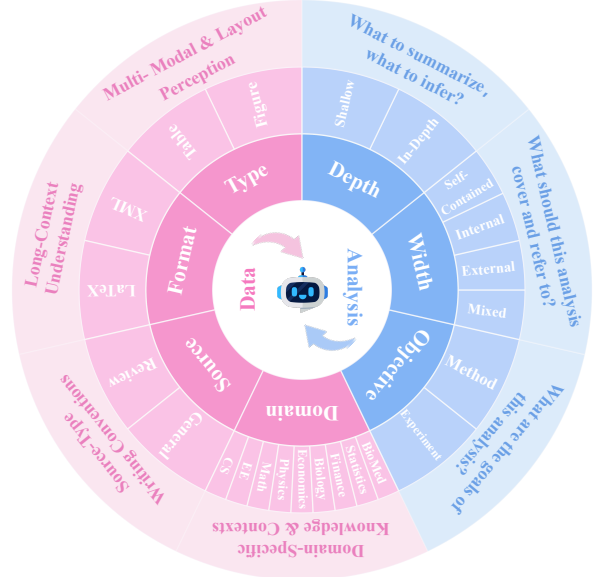 Multi- Modal & Layout
Perception
What to summarize,
what to infer?
What should this analysis
cover and refer to?
What are the goals of
this analysis?
Domain-Specific
Knowledge & Contexts
Source-Type
Writing Conventions
Long-Context
Understanding
Figure
Table
XML
LaTeX
Review
General
CS
EE
Math
Physics
Economics
Biology
Finance
Statistics
BioMed
Experiment
Method
Mixed
External
Internal
Self-
Contained
In-Depth
Shallow
Type
Format
Source
Domain
Objective
Width
Depth
Data
Analysis